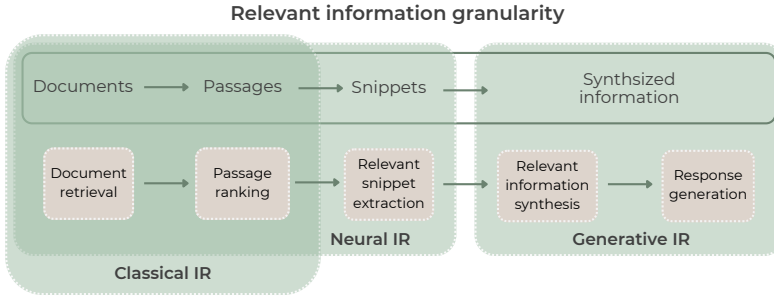 Relevant information granularity
Documents
Passages
Snippets
Synthsized
information
Document
retrieval
Passage
ranking
Relevant
snippet
extraction
Relevant
information
synthesis
Response
generation
Neural IR
Generative IR
Classical IR